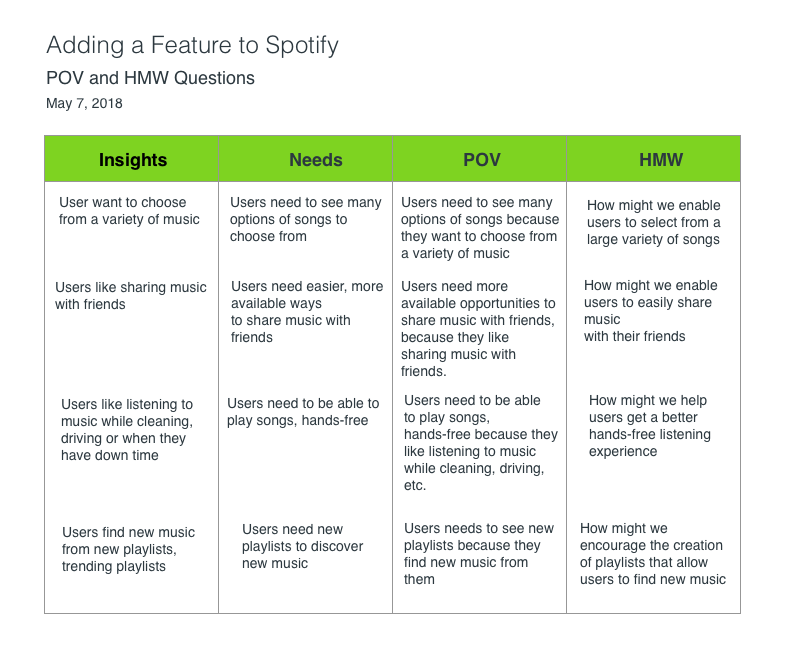 Adding a Feature to Spotify
POV and HMW Questions
May 7, 2018
Insights
Needs
POV
HMW
User want to choose
from a variety of music
Users need to see many
options of songs to
choose from
Users need to see many
options of songs because
they want to choose from
a variety of music
How might we enable
users to select from a
large variety of songs
Users like sharing music
with friends
Users need easier, more
available ways
to share music with
friends
Users need more
available opportunities to
share music with friends,
because they like
sharing music with
friends.
How might we enable
users to easily share
music
with their friends
Users like listening to
music while cleaning,
driving or when they
have down time
Users need to be able to
play songs, hands-free
Users need to be able
to play songs,
hands-free because they
like listening to music
while cleaning, driving,
etc.
How might we help
users get a better
hands-free listening
experience
Users find new music
from new playlists,
trending playlists
Users need new
playlists to discover
new music
Users needs to see new
playlists because they
find new music from
them
How might we
encourage the creation
of playlists that allow
users to find new music